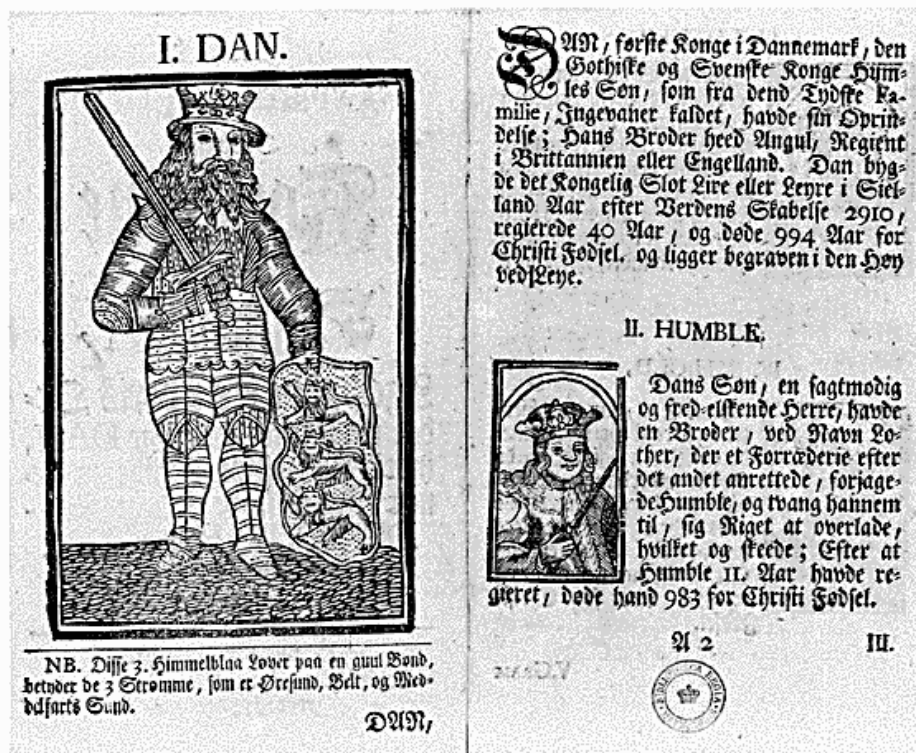 I. DAN.
NB. Disse 3. Himmelblaa Løver paa en guul Bond,
betyder de 3 Strømme, som er Øresund, Belt, og Med-
delfarts Sund.
DAN,
DAN, første Konge i Dannemark, den
Gothiske og Svenske Konge Hum-
les Søn, som fra dend Tydske Fa-
milie, Ingevaner kaldet, havde sin Oprin-
delse; Hans Broder heed Angul, Regient
i Brittannien eller Engelland. Dan byg-
de det Kongelig Slot Lire eller Leyre i Siel-
land Aar efter Verdens Skabelse 2910,
regierede 40 Aar, og døde 994 Aar for
Christi Fødsel. og ligger begraven i den Høy
ved Leye.
II. HUMBLE.
Dans Søn, en sagtmodig
og fred-elskende Herre, havde
en Broder, ved Navn Lo-
ther, der et Forræderie efter
det andet anrettede, forjage-
de Humble, og tvang hannem
til, sig Riget at overlade,
hvilket og skeede; Efter at
Humble 11. Aar havde re-
gieret, døde hand 983 for Christi Fødsel.
A 2
III.